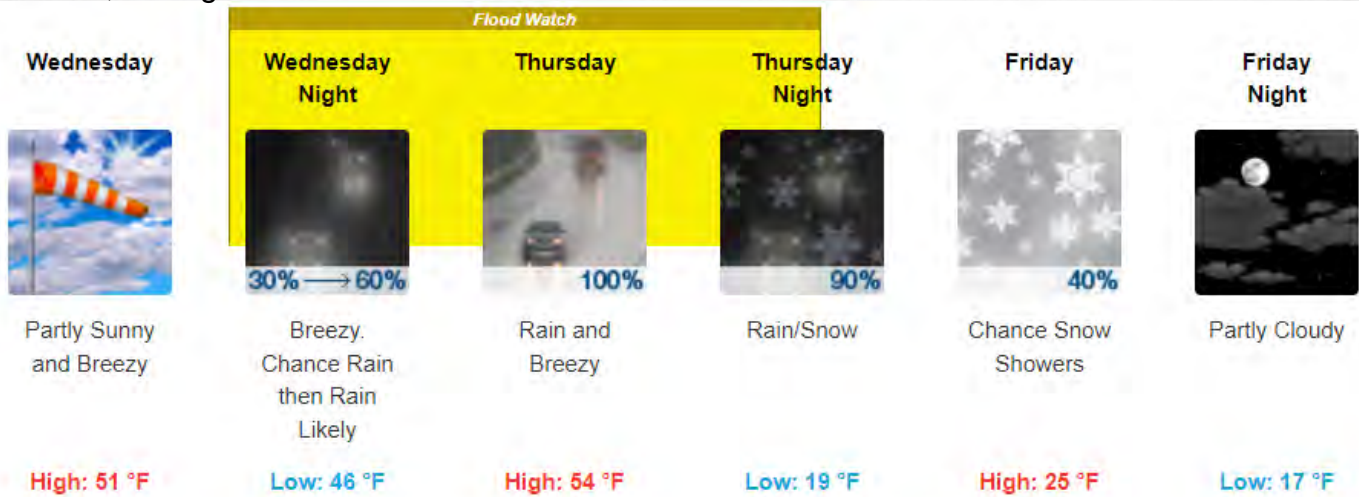 Flood Watch
Wednesday
Wednesday
Night
Thursday
Thursday
Night
Friday
Friday
Night
30% → 60%
100%
90%
40%
Partly Sunny
and Breezy
Breezy.
Chance Rain
then Rain
Likely
Rain and
Breezy
Rain/Snow
Chance Snow
Showers
Partly Cloudy
High: 51 °F
Low: 46 °F
High: 54 °F
Low: 19 °F
High: 25 °F
Low: 17 °F